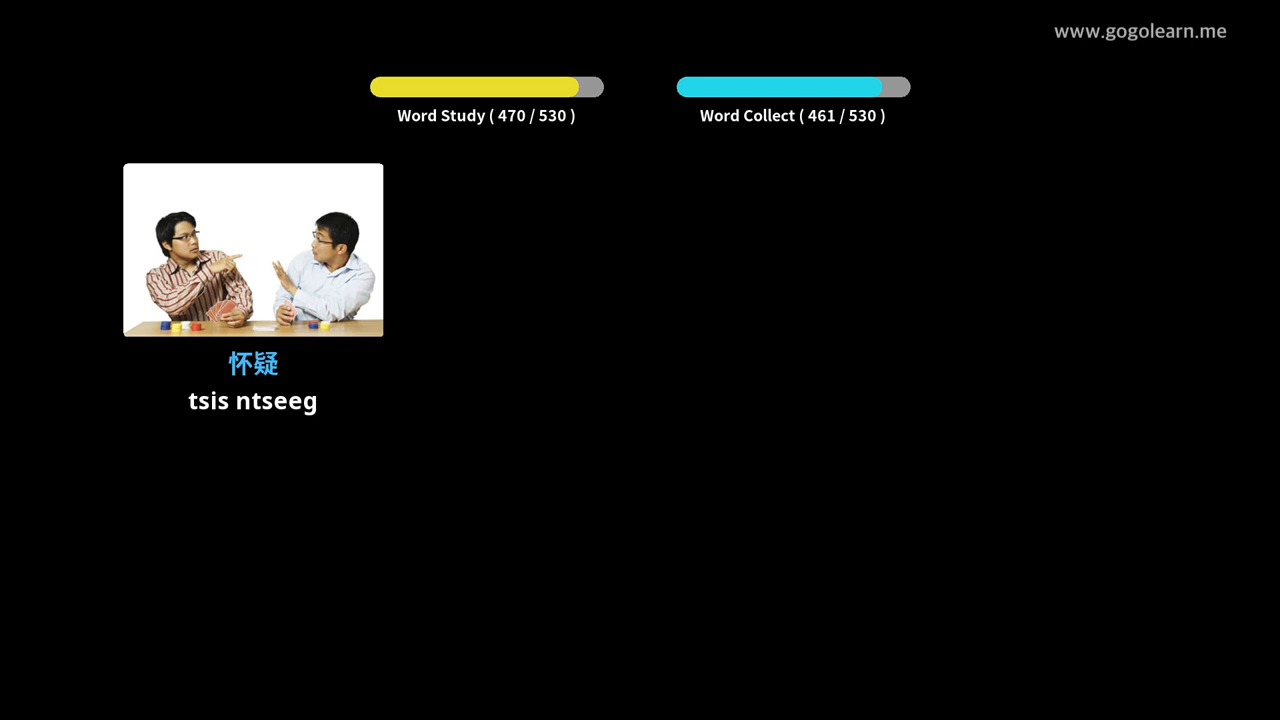 www.gogolearn.me
Word Study ( 470 / 530 )
Word Collect ( 461 / 530 )
怀疑
tsis ntseeg